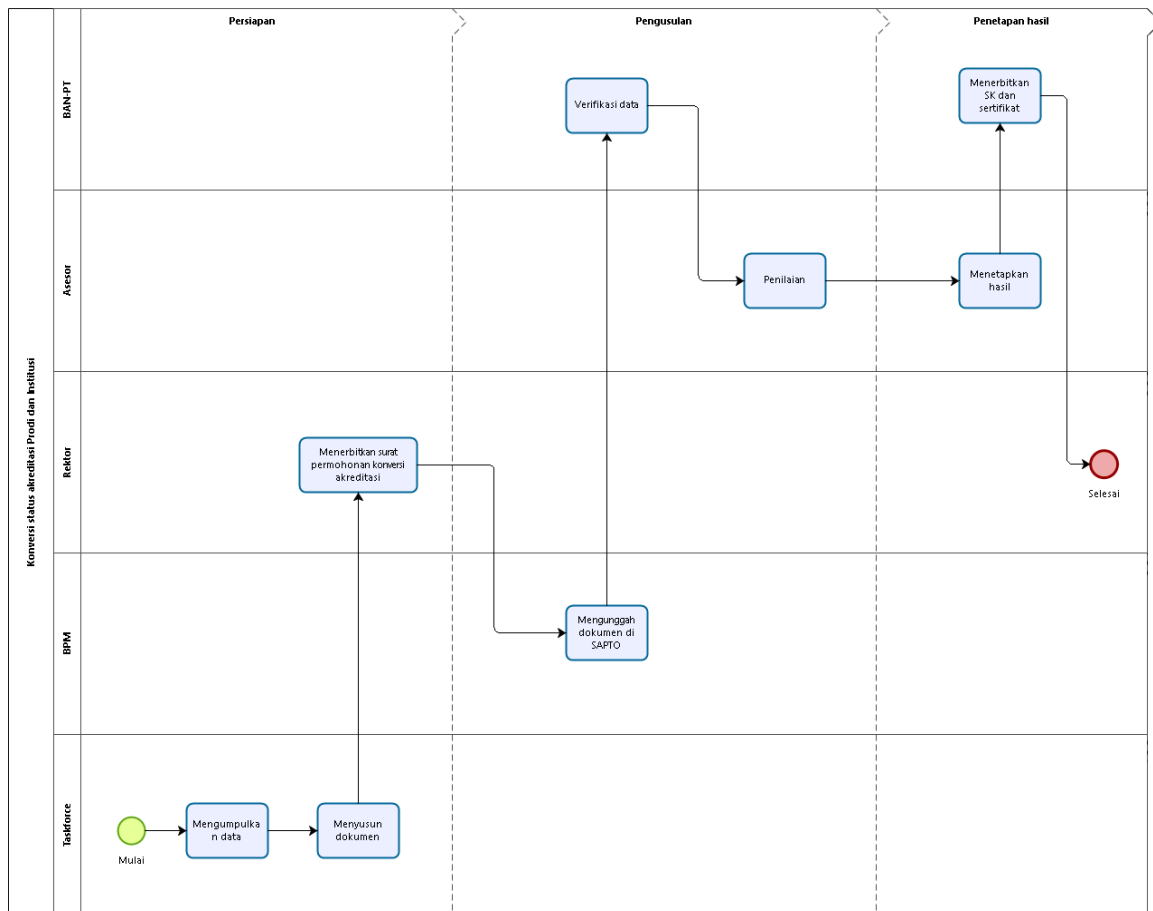 Konversi status akreditasi Prodi dan Institusi
Persiapan
Pengusulan
Penetapan hasil
BAN-PT
Verifikasi data
Menerbitkan
SK dan
sertifikat
Asesor
Penilaian
Menetapkan
hasil
Rektor
Menerbitkan surat
permohonan konversi
akreditasi
Selesai
BPM
Mengunggah
dokumen di
SAPTO
Taskforce
Mulai
Mengumpulka
n data
Menyusun
dokumen